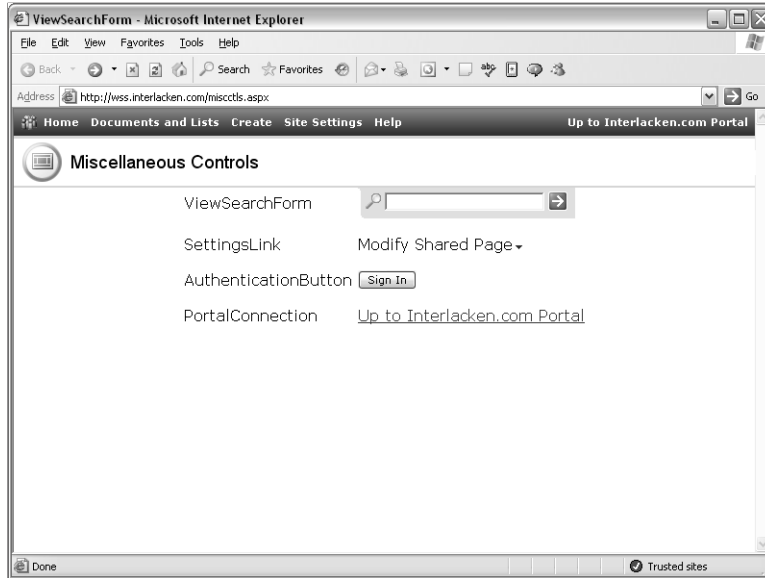 ViewSearchForm - Microsoft Internet Explorer
File Edit View Favorites Tools Help
Back Search Favorites
Address http://wss.interlacken.com/miscctls.aspx Go
Home Documents and Lists Create Site Settings Help Up to Interlacken.com Portal
Miscellaneous Controls
ViewSearchForm
SettingsLink Modify Shared Page
AuthenticationButton Sign In
PortalConnection Up to Interlacken.com Portal
Done Trusted sites